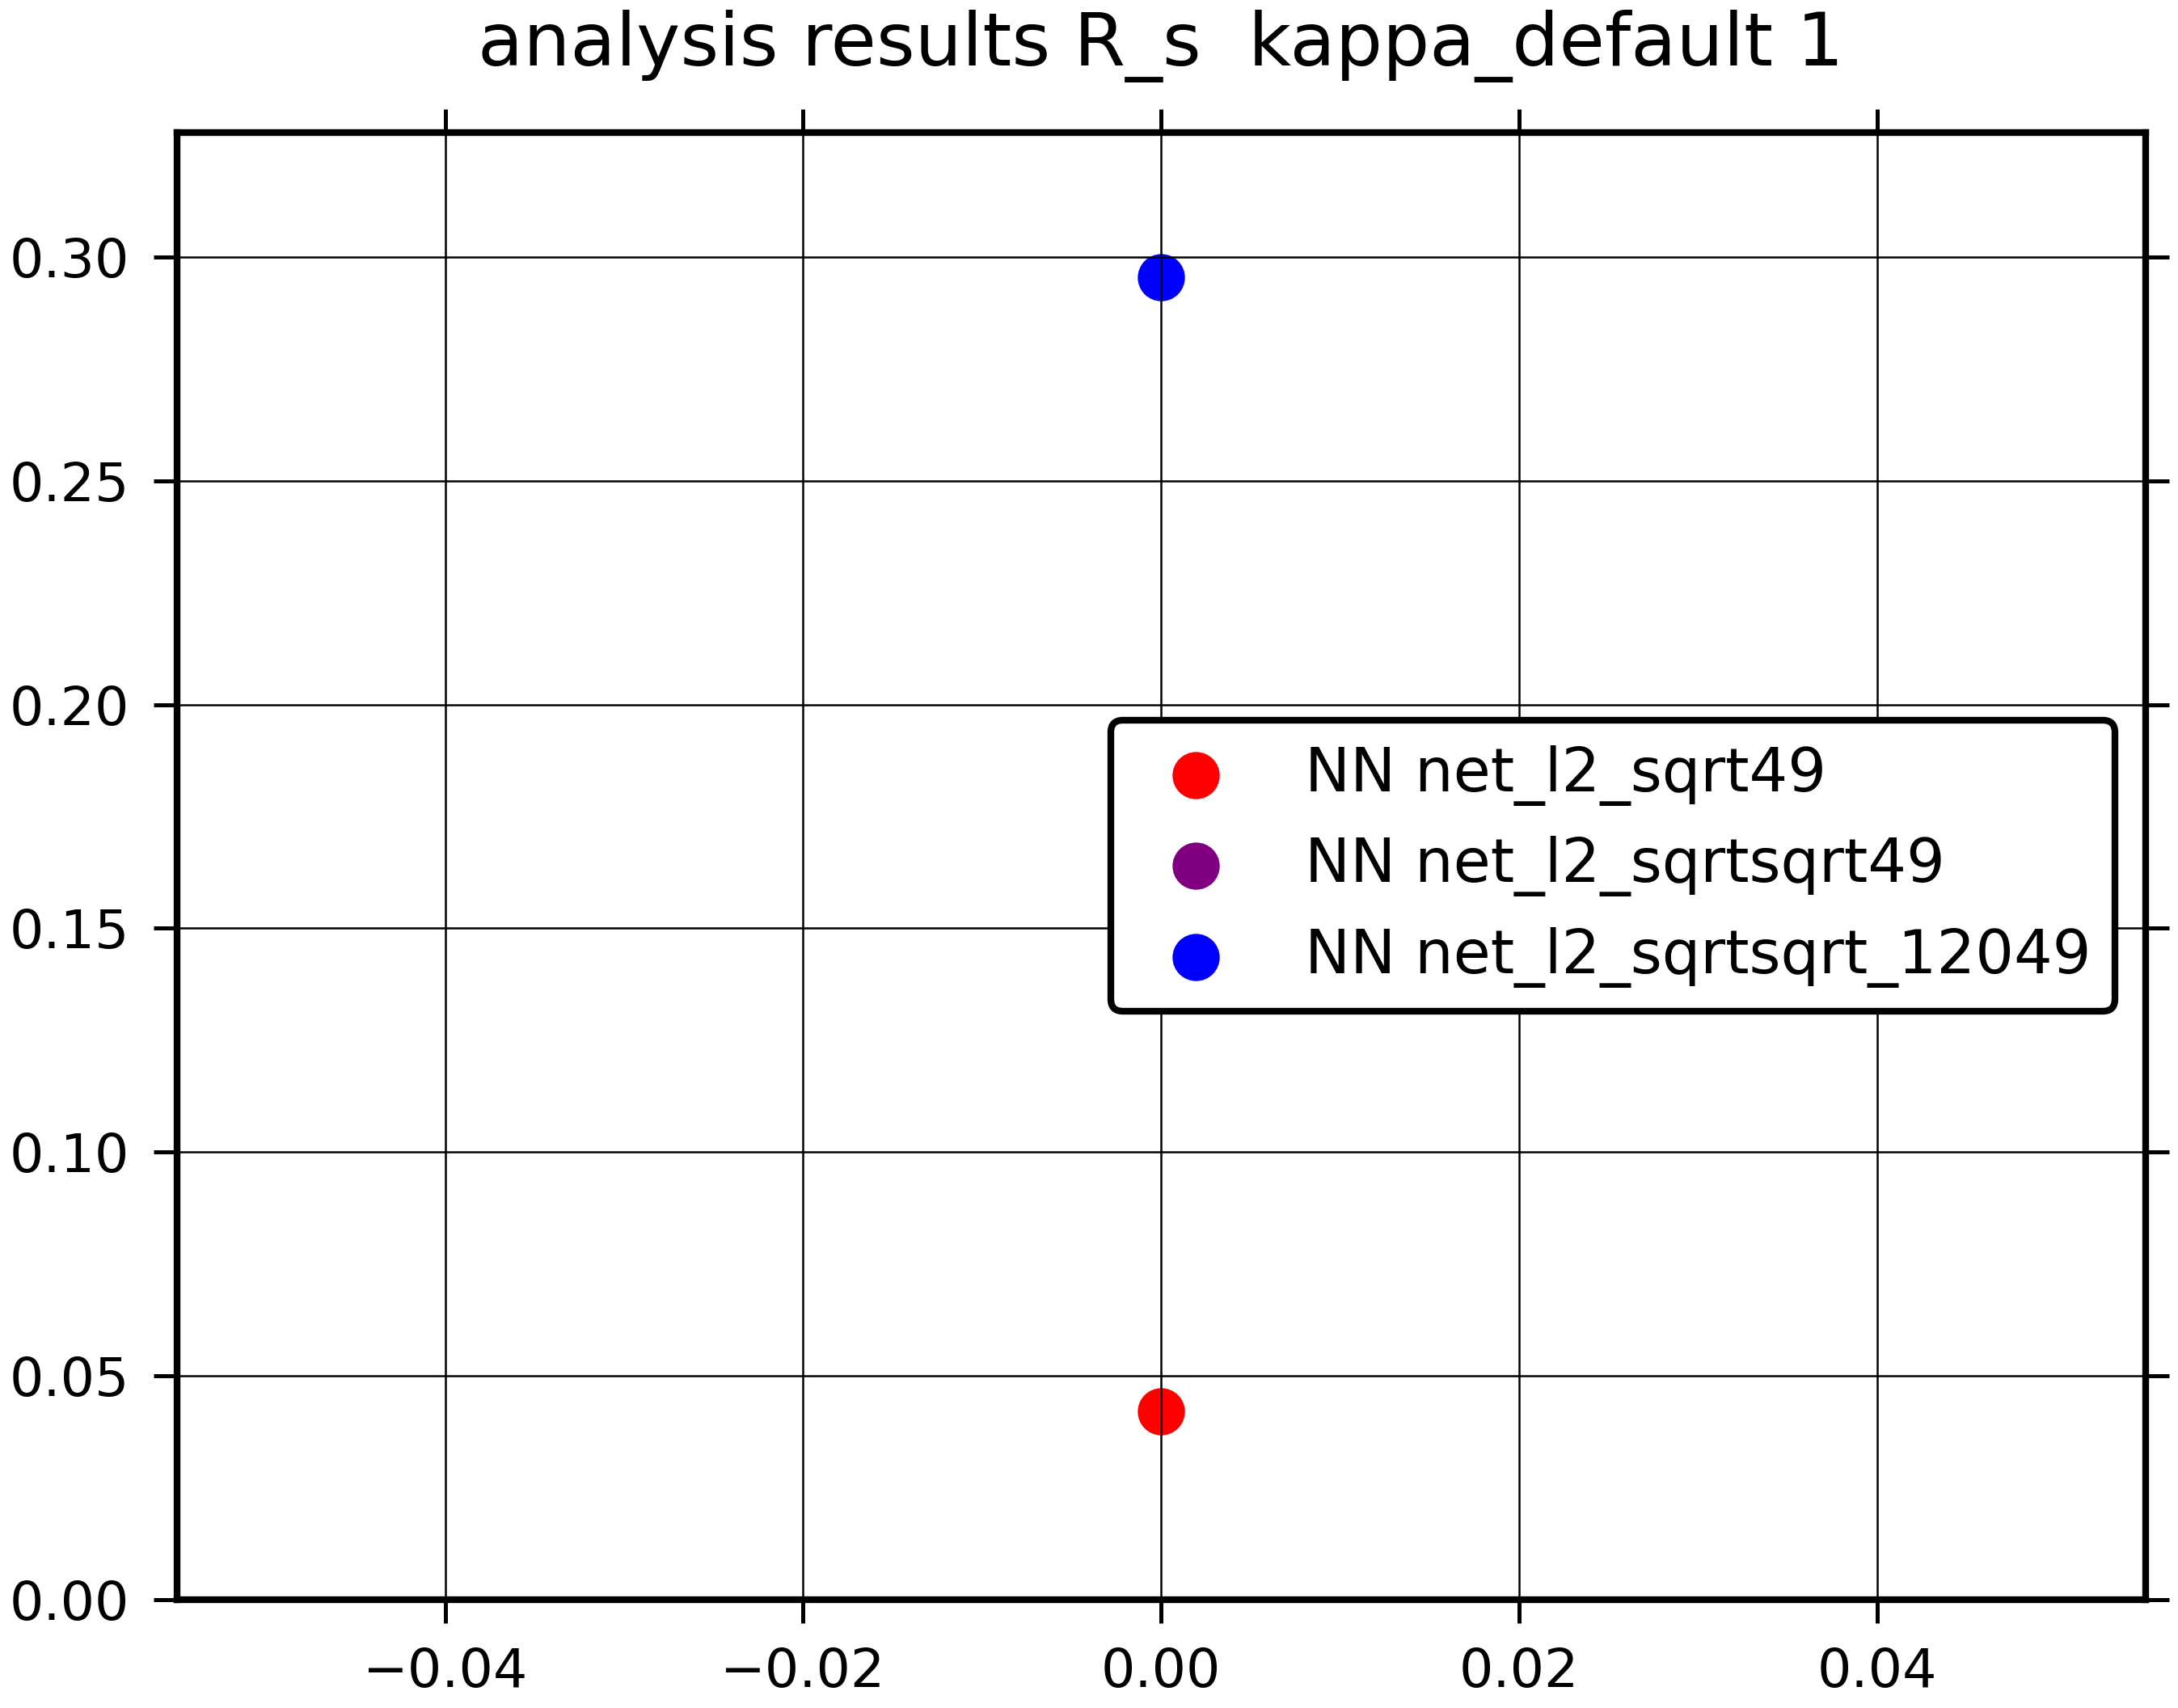 analysis results R_s  kappa_default 1
0.30
0.25
0.20
0.15
0.10
0.05
0.00
NN net_l2_sqrt49
NN net_l2_sqrtsqrt49
NN net_l2_sqrtsqrt_12049
−0.04 −0.02 0.00 0.02 0.04